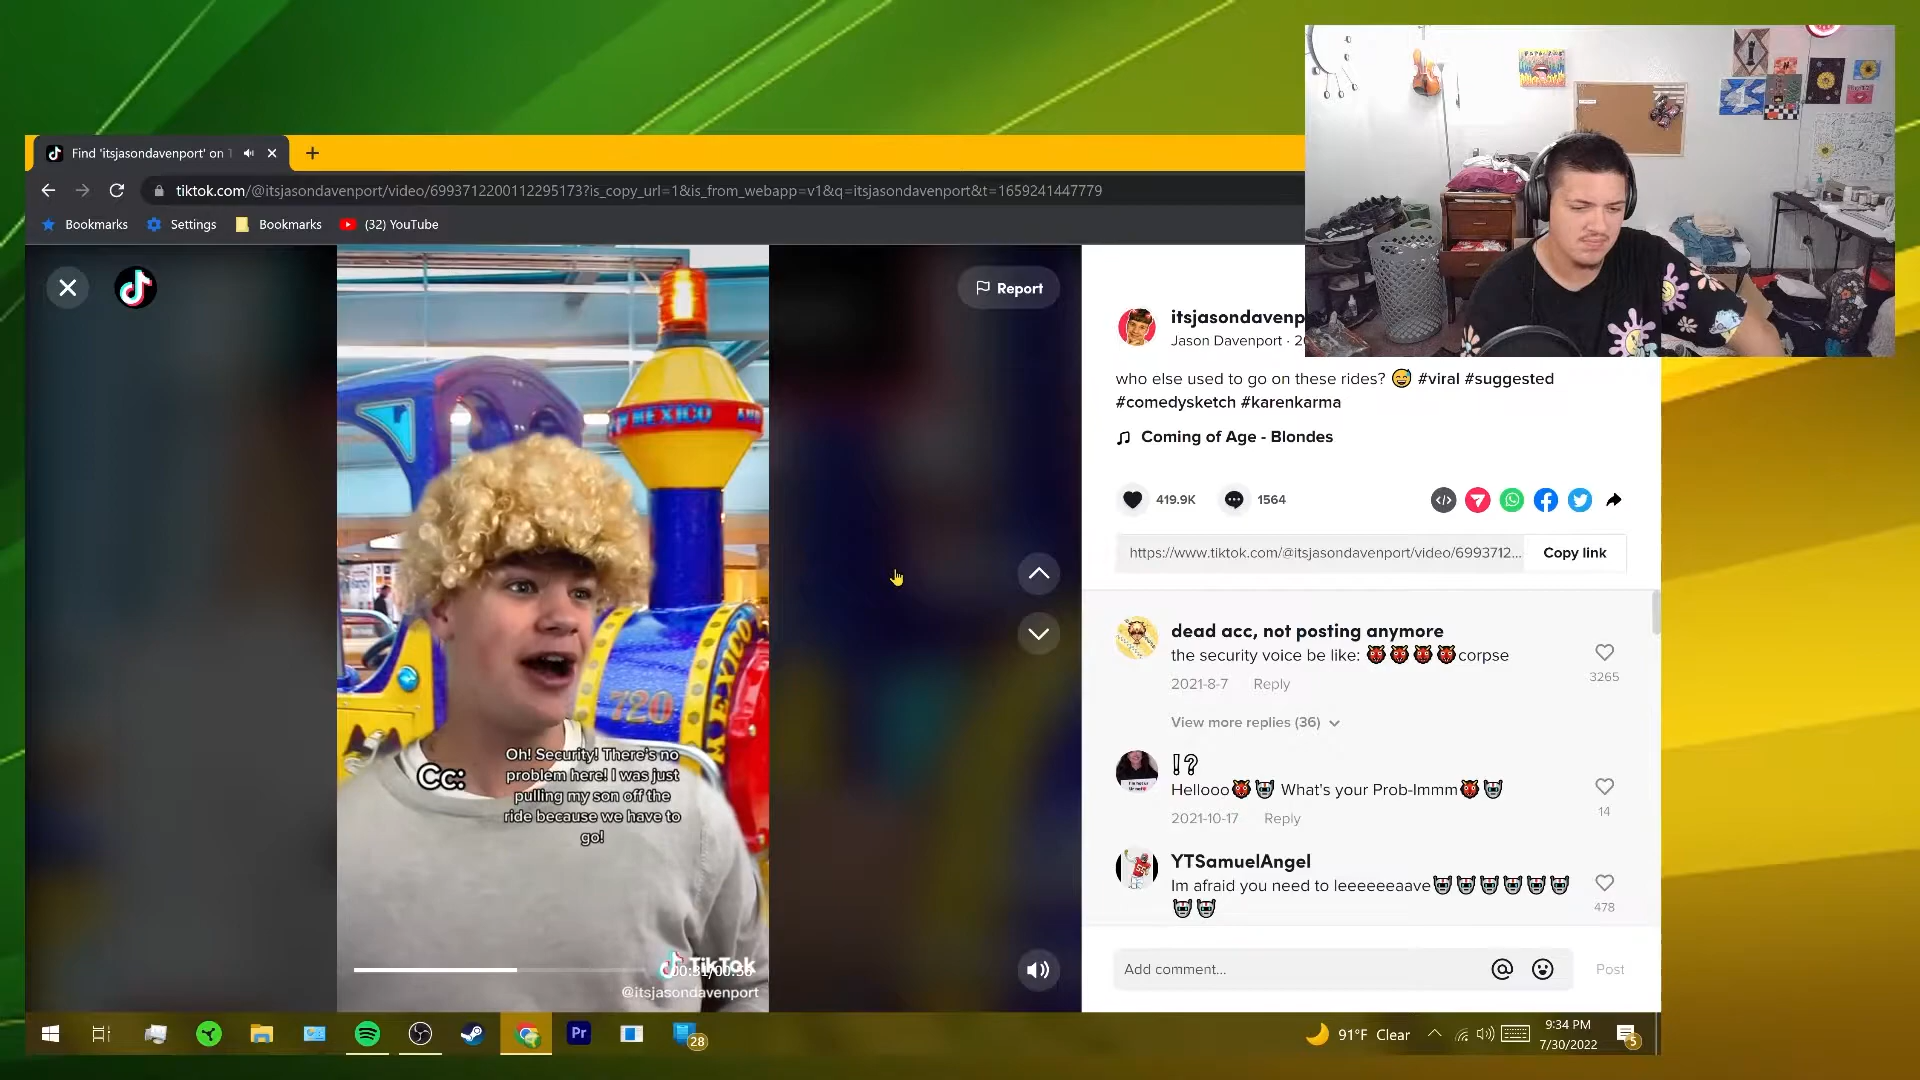 Find 'itsjasondavenport' on
tiktok.com/@itsjasondavenport/video/6993712200112295173?is_copy_url=1&is_from_webapp=v1&q=itsjasondavenport&t=1659241447779
Bookmarks
Settings
Bookmarks
(32) YouTube
Report
MEXICO
720
MEXICO
Cc:
Oh! Security! There's no
problem here! I was just
pulling my son off the
ride because we have to
go!
TikTok
@itsjasondavenport
itsjasondavenp
Jason Davenport ·
who else used to go on these rides? 😅 #viral #suggested
#comedysketch #karenkarma
Coming of Age - Blondes
419.9K
1564
https://www.tiktok.com/@itsjasondavenport/video/6993712...
Copy link
dead acc, not posting anymore
the security voice be like: 👹👹👹👹corpse
2021-8-7
Reply
3265
View more replies (36)
!?
Hellooo👹🤖 What's your Prob-lmmm👹🤖
2021-10-17
Reply
14
YTSamuelAngel
Im afraid you need to leeeeeeaave🤖🤖🤖🤖🤖🤖
🤖🤖
478
Add comment...
Post
Pr
28
91°F Clear
9:34 PM
7/30/2022
5